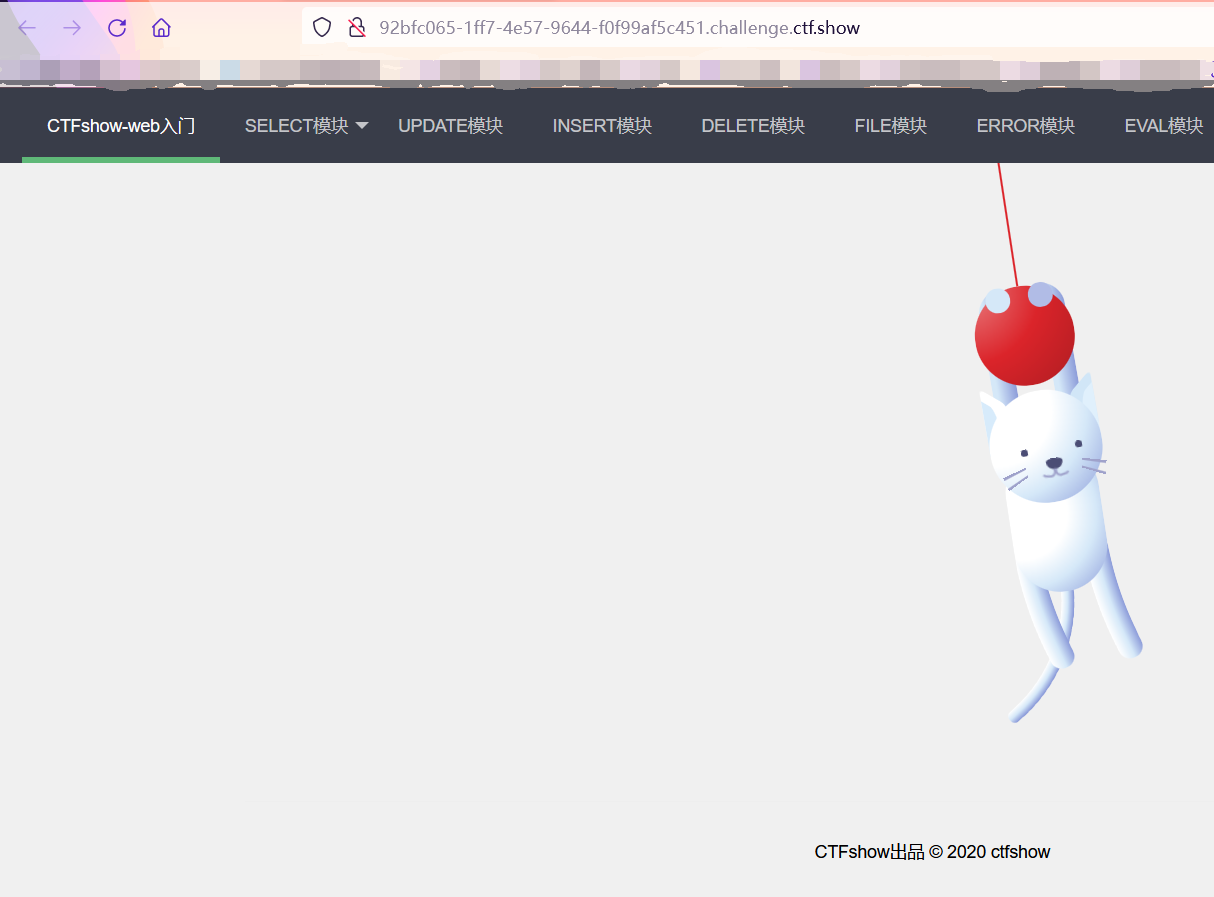 92bfc065-1ff7-4e57-9644-f0f99af5c451.challenge.ctf.show
CTFshow-web入门 SELECT模块 UPDATE模块 INSERT模块 DELETE模块 FILE模块 ERROR模块 EVAL模块
CTFshow出品 © 2020 ctfshow